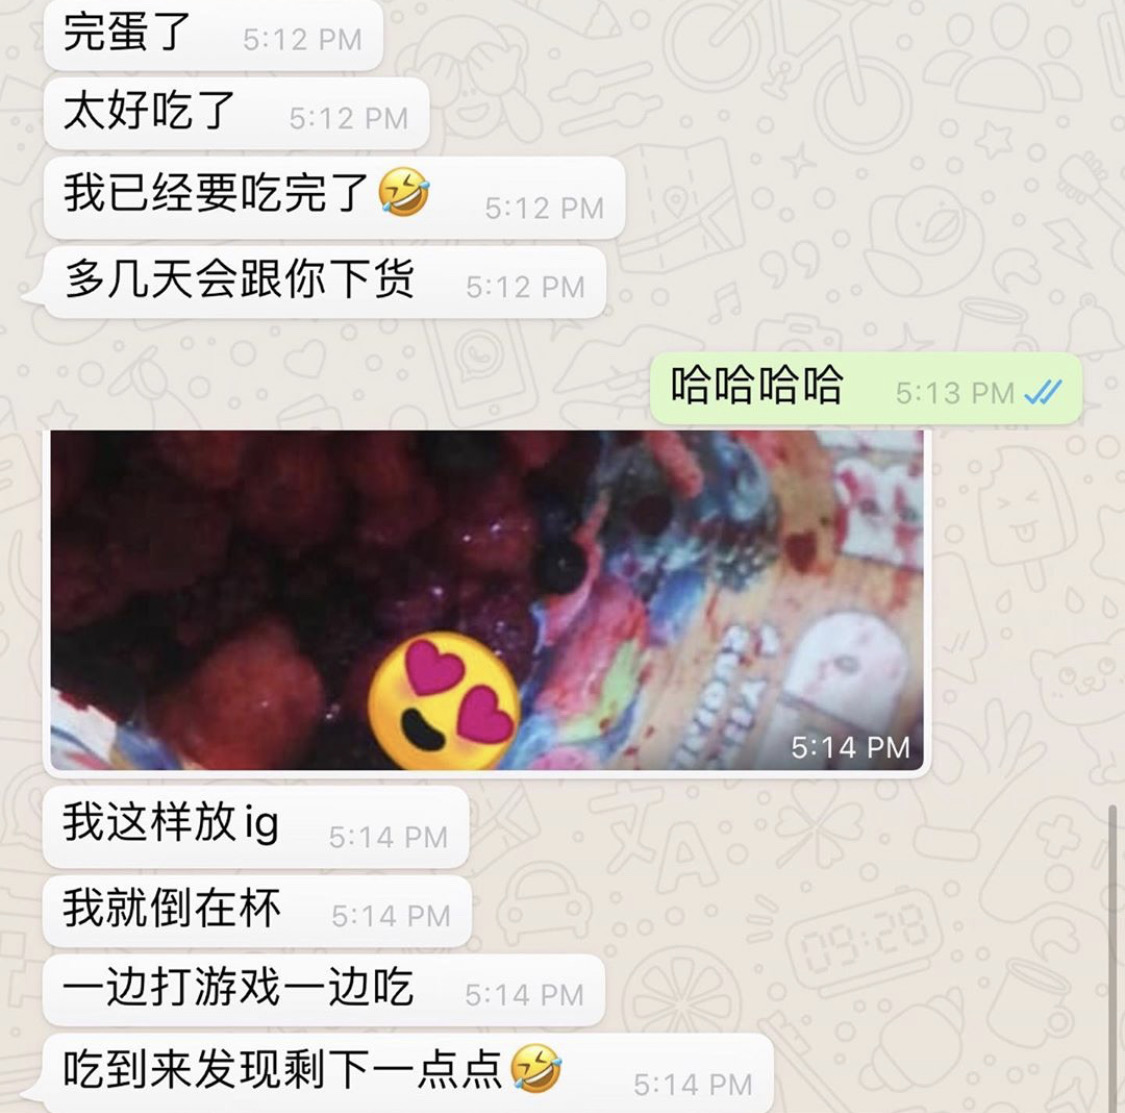 完蛋了 5:12 PM
太好吃了 5:12 PM
我已经要吃完了🤣 5:12 PM
多几天会跟你下货 5:12 PM
哈哈哈哈 5:13 PM
5:14 PM
我这样放ig 5:14 PM
我就倒在杯 5:14 PM
一边打游戏一边吃 5:14 PM
吃到来发现剩下一点点🤣 5:14 PM